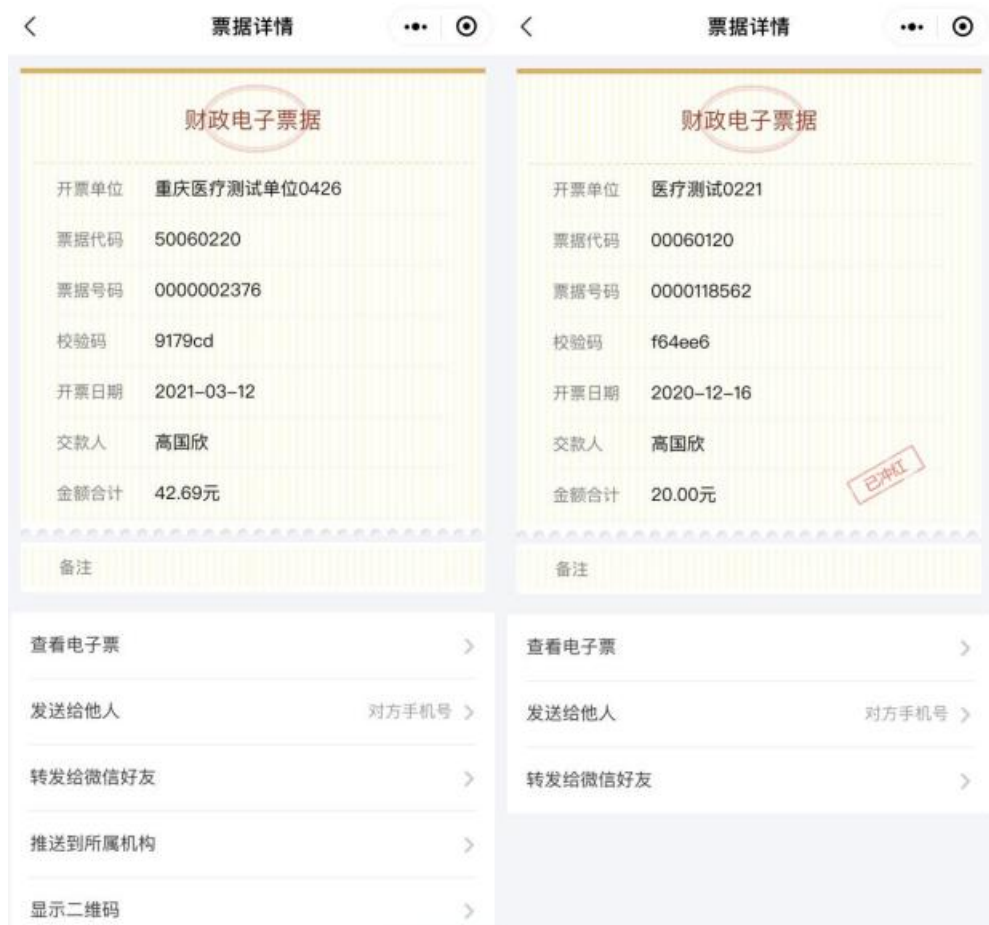 票据详情
财政电子票据
开票单位 重庆医疗测试单位0426
票据代码 50060220
票据号码 0000002376
校验码 9179cd
开票日期 2021-03-12
交款人 高国欣
金额合计 42.69元
备注
查看电子票
发送给他人 对方手机号
转发给微信好友
推送到所属机构
显示二维码
票据详情
财政电子票据
开票单位 医疗测试0221
票据代码 00060120
票据号码 0000118562
校验码 f64ee6
开票日期 2020-12-16
交款人 高国欣
已冲红
金额合计 20.00元
备注
查看电子票
发送给他人 对方手机号
转发给微信好友